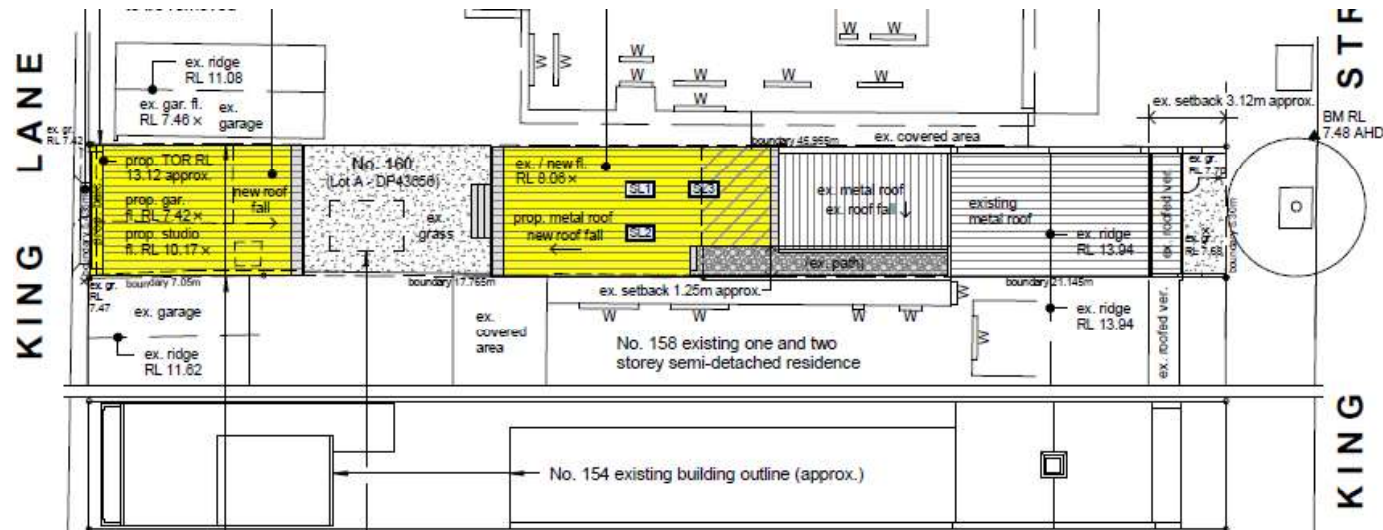 KING LANE
ex. ridge
RL 11.08
ex. gar. fl.
RL 7.46 ×
ex.
garage
W
W
W
W
W
W
W
W
W
STR
ex. setback 3.12m approx.
BM RL
7.48 AHD
ex. gr.
RL 7.42
boundary 45.955m
ex. covered area
prop. TOR RL
13.12 approx.
prop. gar.
fl. RL 7.42 ×
prop. studio
fl. RL 10.17 ×
new roof
fall
No. 160
(Lot A - DP43656)
ex.
grass
ex. / new fl.
RL 8.06 ×
SL1
SL2
SL3
prop. metal roof
new roof fall
ex. metal roof
ex. roof fall
(ex. path)
existing
metal roof
ex. ridge
RL 13.94
ex. roofed ver.
ex. gr.
ex. gr.
RL
7.47
boundary 7.05m
boundary 17.765m
ex. setback 1.25m approx.
boundary 21.145m
ex. garage
ex. ridge
RL 11.62
ex.
covered
area
W
W
W
W
W
W
No. 158 existing one and two
storey semi-detached residence
ex. ridge
RL 13.94
ex. roofed ver.
No. 154 existing building outline (approx.)
KING